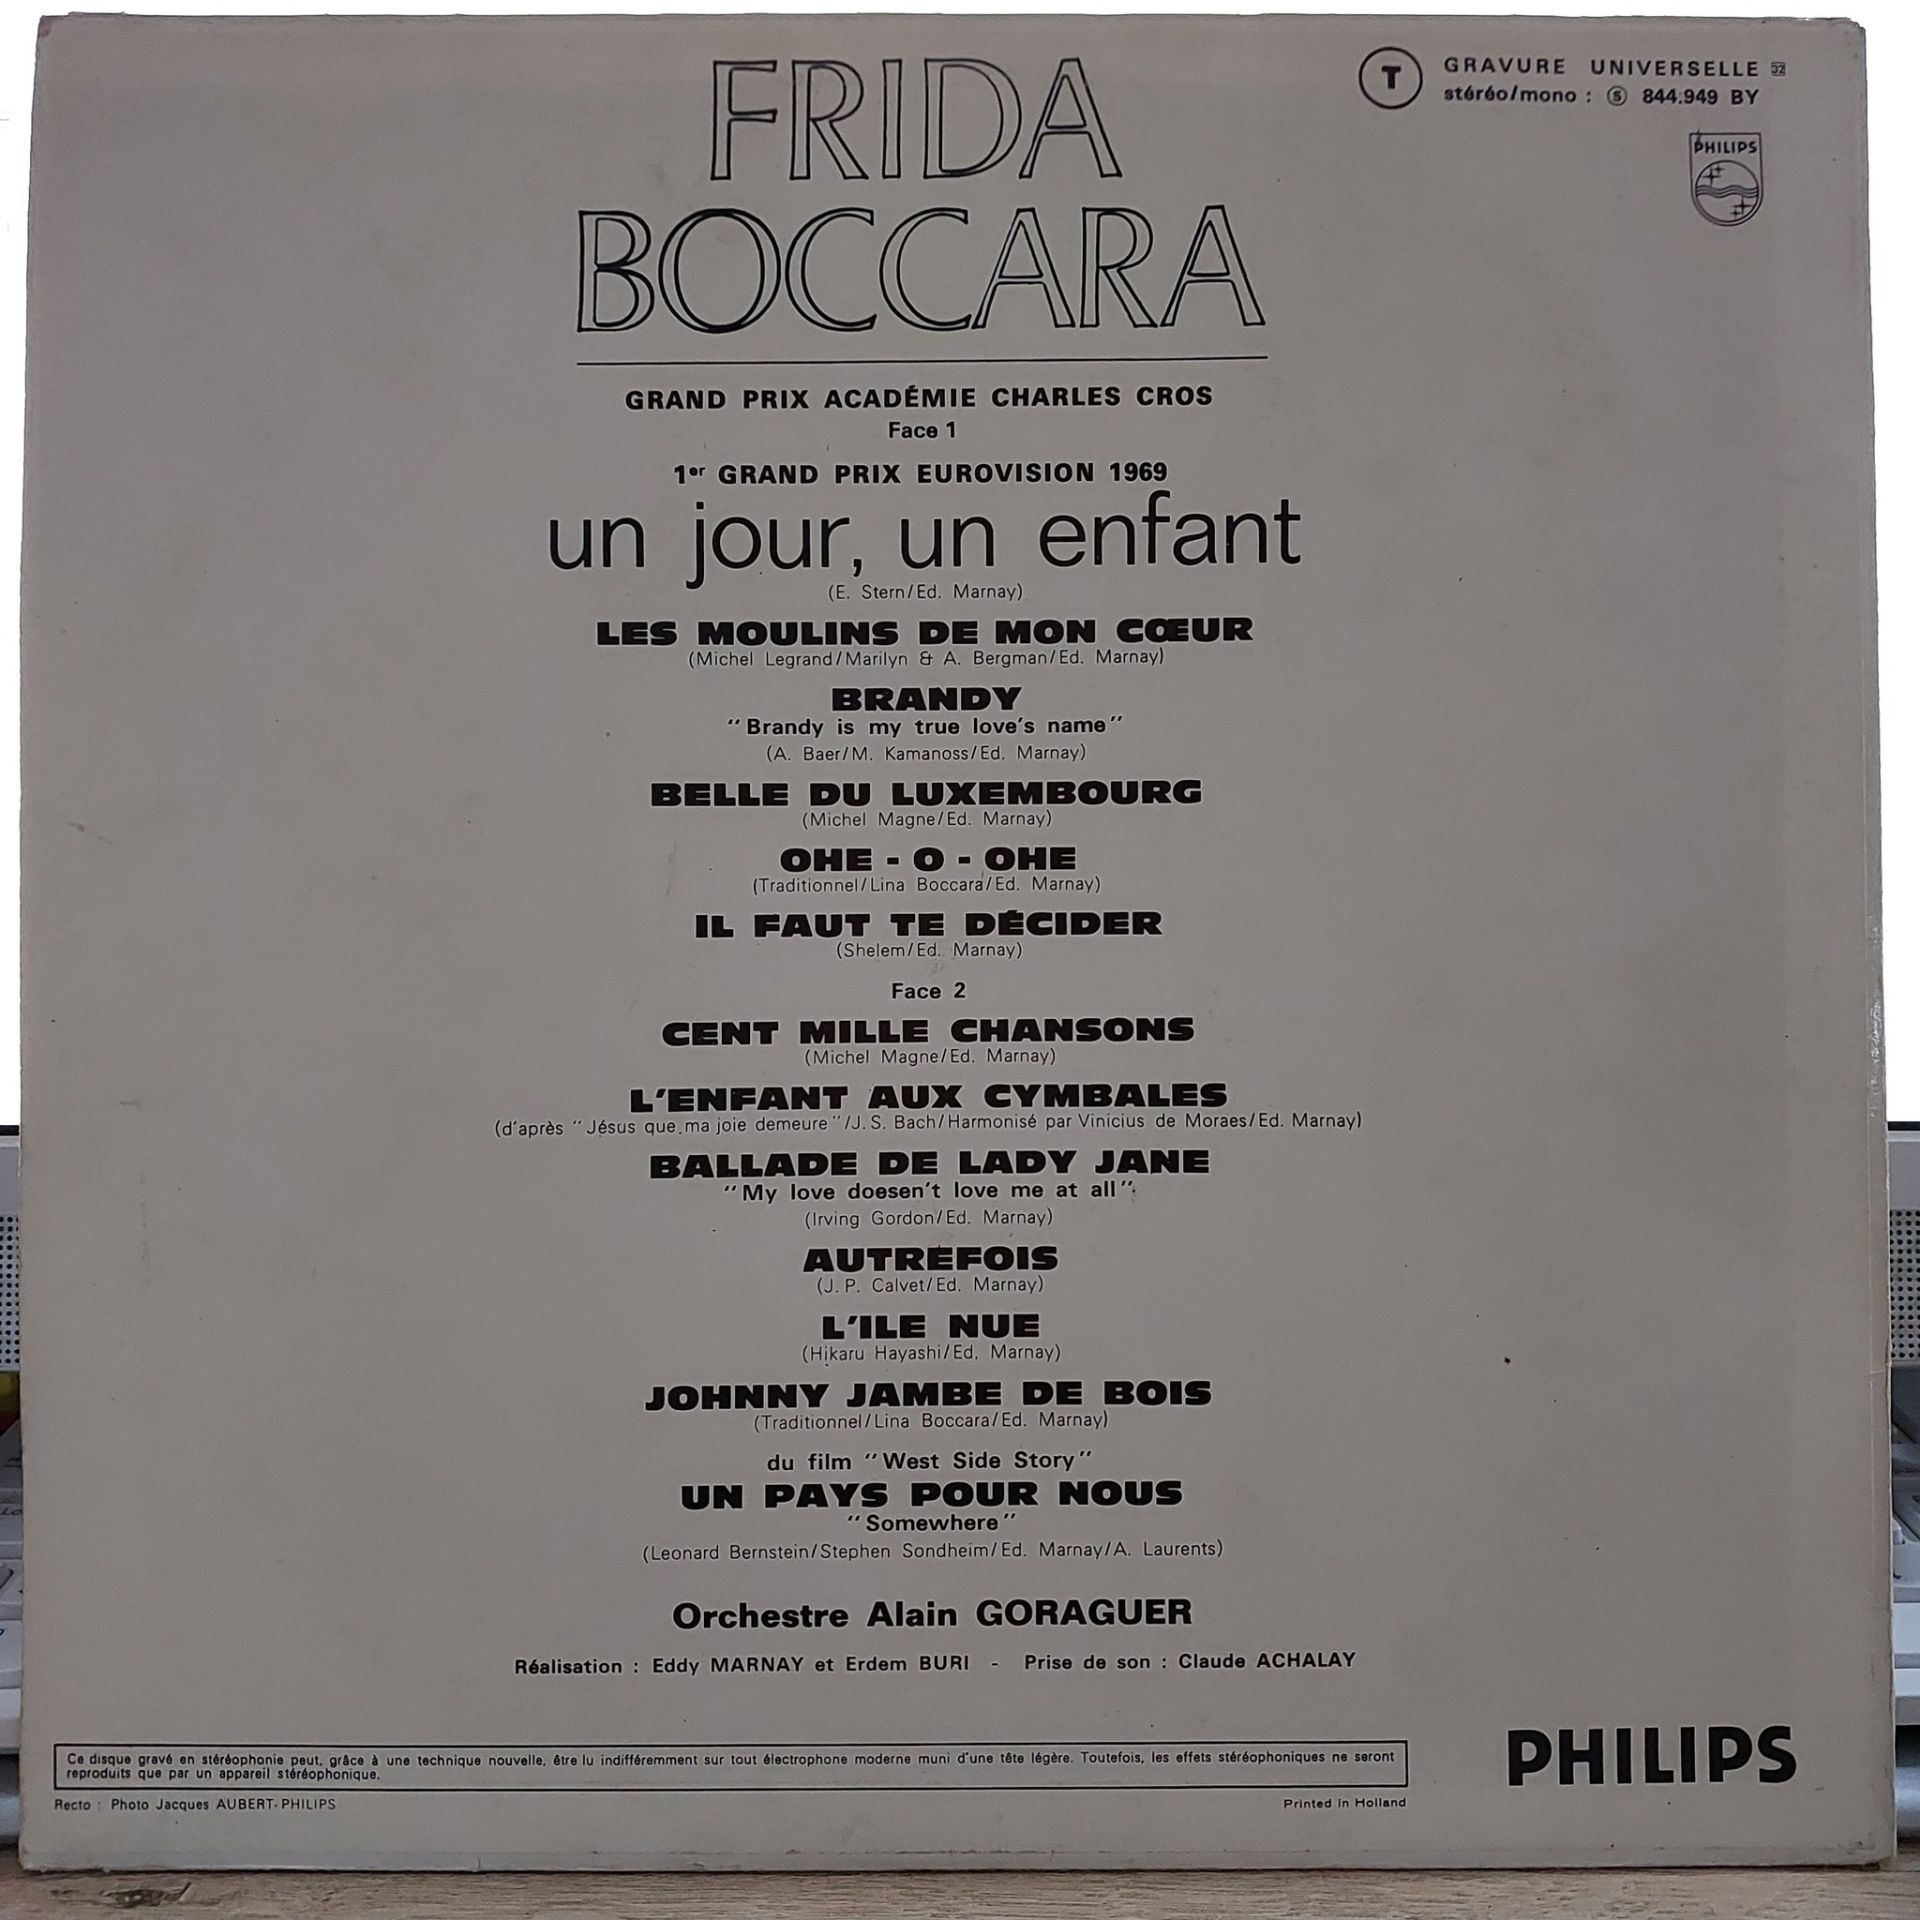 FRIDA
BOCCARA
T GRAVURE UNIVERSELLE 32
stéréo/mono : S 844.949 BY
PHILIPS
GRAND PRIX ACADÉMIE CHARLES CROS
Face 1
1er GRAND PRIX EUROVISION 1969
un jour, un enfant
(E. Stern/Ed. Marnay)
LES MOULINS DE MON CŒUR
(Michel Legrand/Marilyn & A. Bergman/Ed. Marnay)
BRANDY
"Brandy is my true love's name"
(A. Baer/M. Kamanoss/Ed. Marnay)
BELLE DU LUXEMBOURG
(Michel Magne/Ed. Marnay)
OHE - O - OHE
(Traditionnel/Lina Boccara/Ed. Marnay)
IL FAUT TE DÉCIDER
(Shelem/Ed. Marnay)
Face 2
CENT MILLE CHANSONS
(Michel Magne/Ed. Marnay)
L'ENFANT AUX CYMBALES
(d'après "Jésus que ma joie demeure"/J. S. Bach/Harmonisé par Vinicius de Moraes/Ed. Marnay)
BALLADE DE LADY JANE
"My love doesen't love me at all"
(Irving Gordon/Ed. Marnay)
AUTREFOIS
(J. P. Calvet/Ed. Marnay)
L'ILE NUE
(Hikaru Hayashi/Ed. Marnay)
JOHNNY JAMBE DE BOIS
(Traditionnel/Lina Boccara/Ed. Marnay)
du film "West Side Story"
UN PAYS POUR NOUS
"Somewhere"
(Leonard Bernstein/Stephen Sondheim/Ed. Marnay/A. Laurents)
Orchestre Alain GORAGUER
Réalisation : Eddy MARNAY et Erdem BURI - Prise de son : Claude ACHALAY
Ce disque gravé en stéréophonie peut, grâce à une technique nouvelle, être lu indifféremment sur tout électrophone moderne muni d'une tête légère. Toutefois, les effets stéréophoniques ne seront
reproduits que par un appareil stéréophonique.
PHILIPS
Recto : Photo Jacques AUBERT-PHILIPS
Printed in Holland